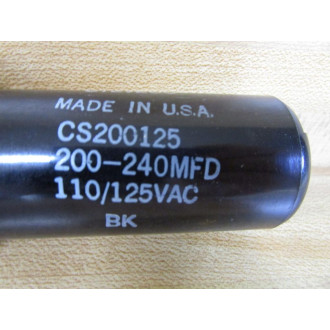 MADE IN U.S.A.
CS200125
200-240MFD
110/125VAC
BK